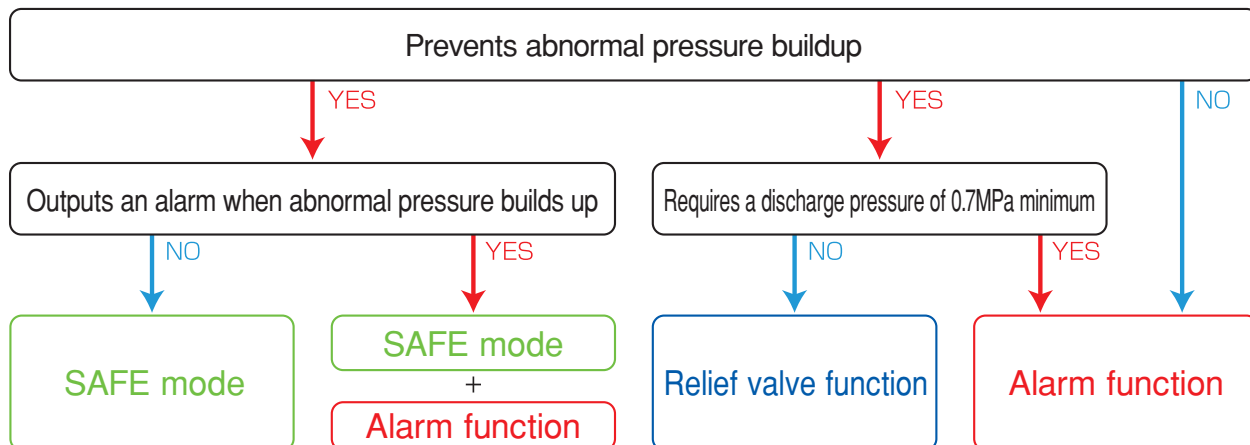 Prevents abnormal pressure buildup
YES
YES
NO
Outputs an alarm when abnormal pressure builds up
Requires a discharge pressure of 0.7MPa minimum
NO
YES
NO
YES
SAFE mode
SAFE mode
+
Alarm function
Relief valve function
Alarm function